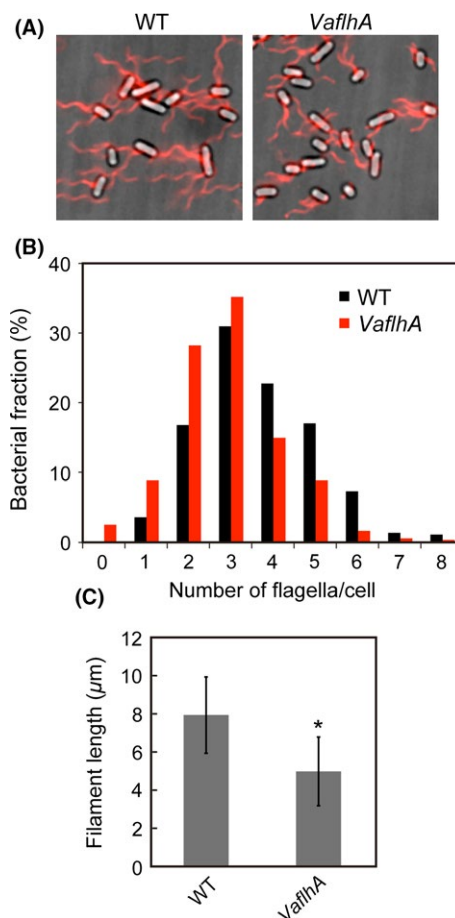 (A)
WT
VaflhA
(B)
40
30
20
10
0
Bacterial fraction (%)
WT
VaflhA
0 1 2 3 4 5 6 7 8
Number of flagella/cell
(C)
12
10
8
6
4
2
0
Filament length (µm)
*
WT
VaflhA